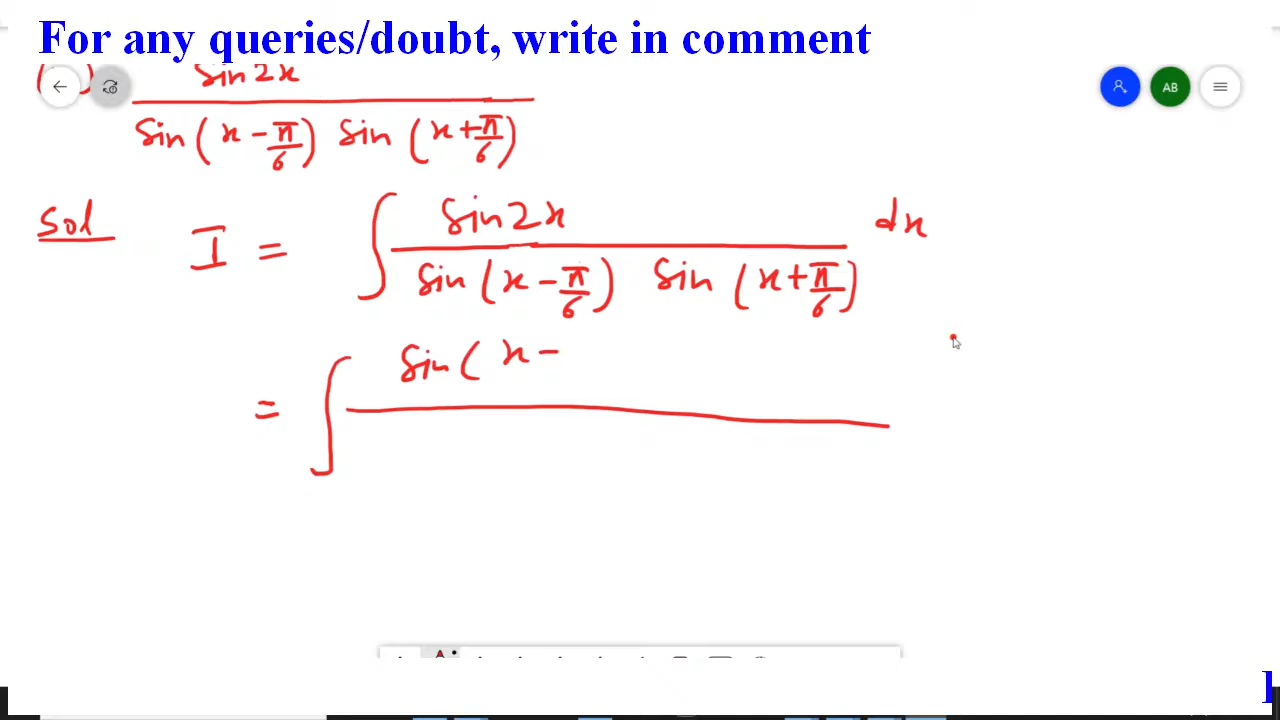 For any queries/doubt, write in comment
sin 2x
sin(x - π/6) sin(x + π/6)
AB
Sol I = ∫ sin 2x / sin(x - π/6) sin(x + π/6) dx
= ∫ sin(x -